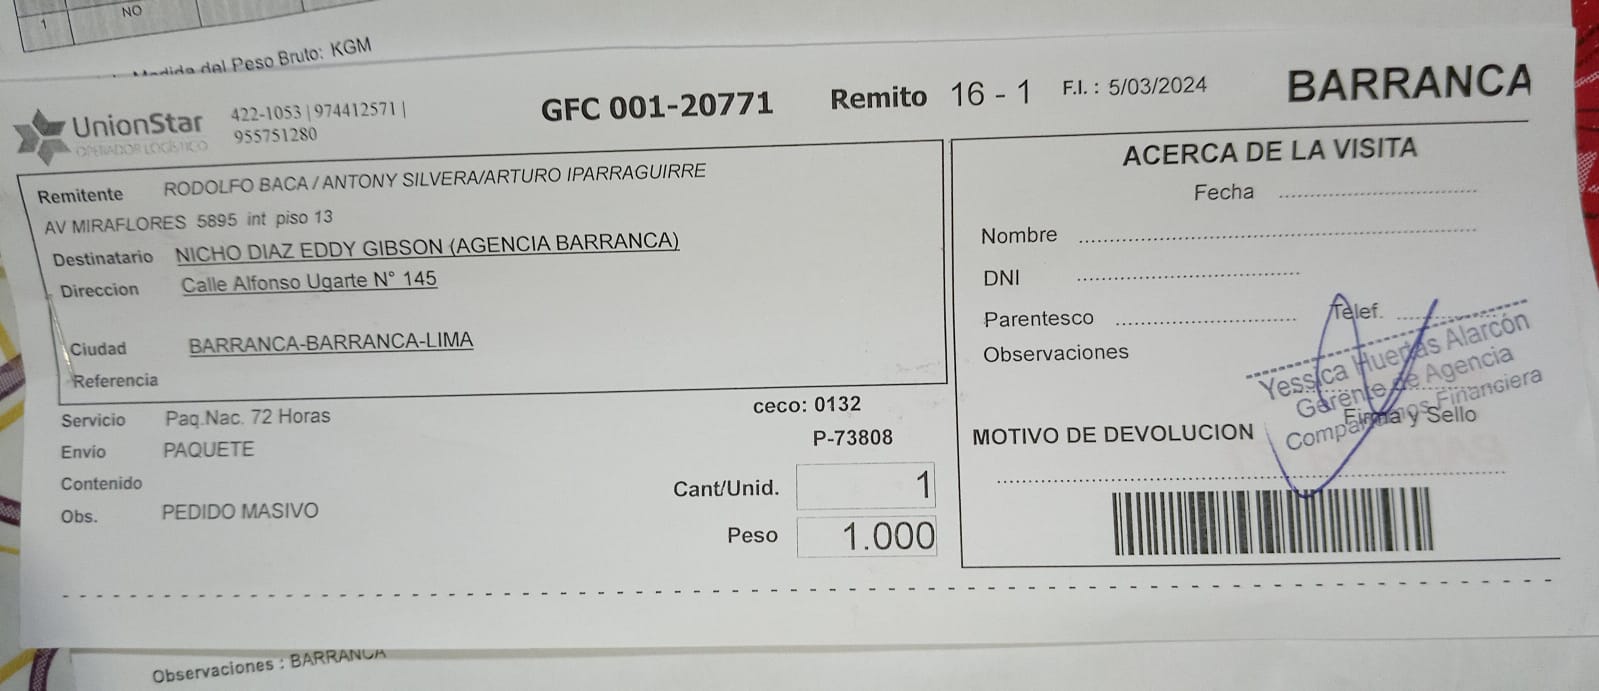 1 NO
Medida del Peso Bruto: KGM
UnionStar
OPERADOR LOGÍSTICO
422-1053 | 974412571 |
955751280
GFC 001-20771 Remito 16 - 1 F.I. : 5/03/2024 BARRANCA
Remitente RODOLFO BACA / ANTONY SILVERA/ARTURO IPARRAGUIRRE
AV MIRAFLORES 5895 int piso 13
Destinatario NICHO DIAZ EDDY GIBSON (AGENCIA BARRANCA)
Direccion Calle Alfonso Ugarte N° 145
Ciudad BARRANCA-BARRANCA-LIMA
Referencia
Servicio Paq.Nac. 72 Horas
Envío PAQUETE
Contenido
Obs. PEDIDO MASIVO
ceco: 0132
P-73808
Cant/Unid. 1
Peso 1.000
ACERCA DE LA VISITA
Fecha
Nombre
DNI
Parentesco Telef.
Observaciones
Yessica Huertas Alarcón
Gerente de Agencia
Financiera
Firma y Sello
MOTIVO DE DEVOLUCION
Observaciones : BARRANCA